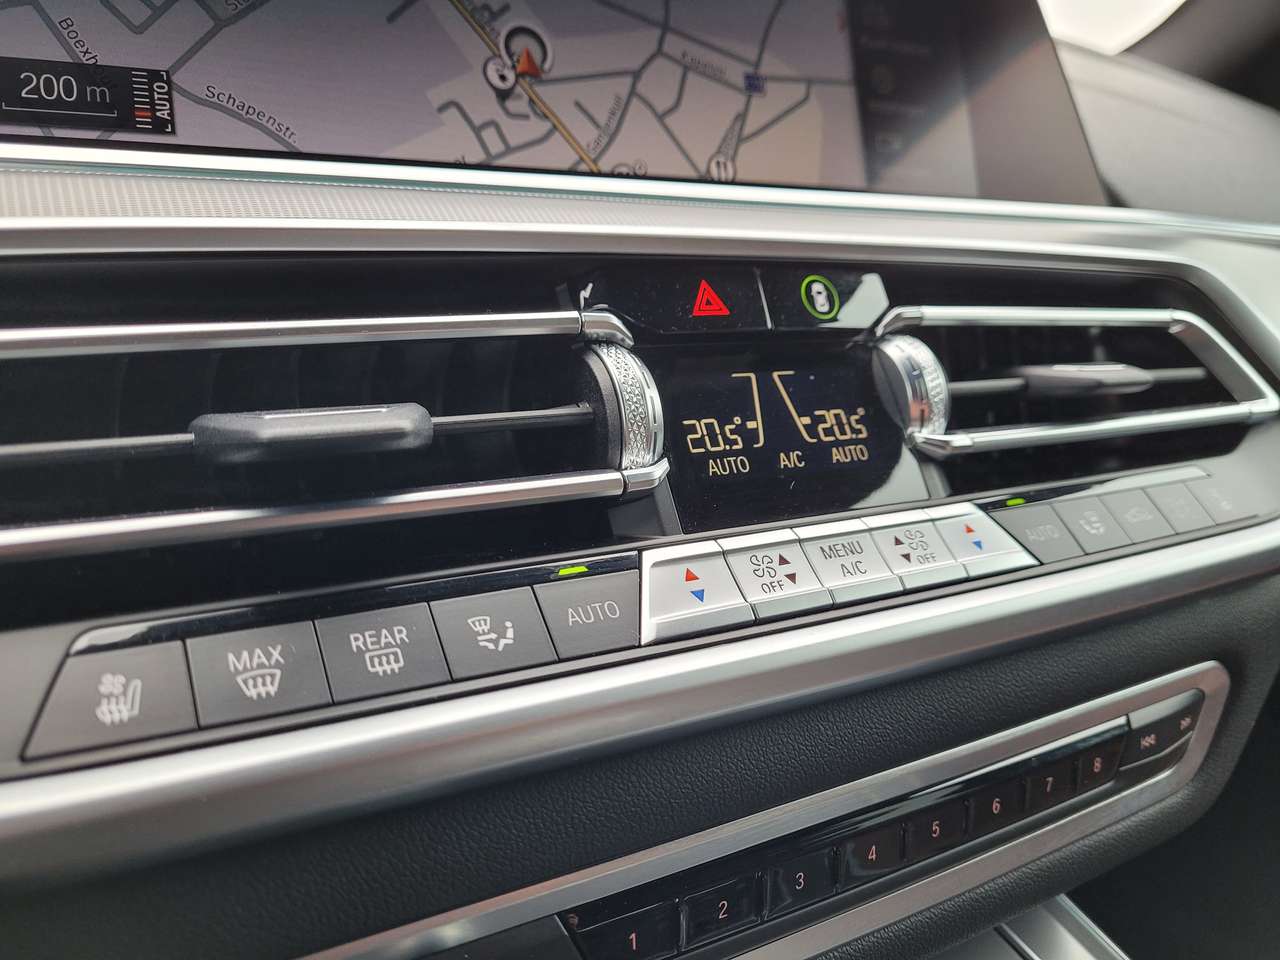 200 m
AUTO
Schapenstr.
20.5°
20.5°
AUTO
A/C
AUTO
MAX
REAR
AUTO
OFF
MENU
A/C
OFF
AUTO
1
2
3
4
5
6
7
8